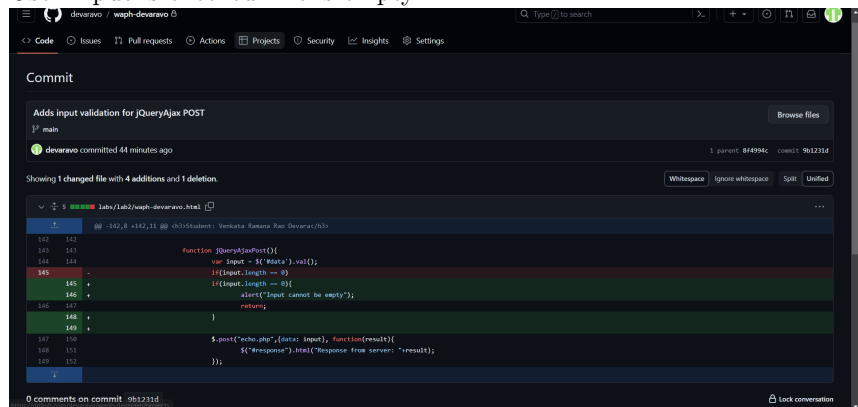 devaravo / waph-devaravo
Type / to search
Code Issues Pull requests Actions Projects Security Insights Settings
Commit
Adds input validation for jQueryAjax POST
Browse files
main
devaravo committed 44 minutes ago
1 parent 8f4994c commit 9b1231d
Showing 1 changed file with 4 additions and 1 deletion.
Whitespace Ignore whitespace Split Unified
5 labs/lab2/waph-devaravo.html
@@ -142,8 +142,11 @@ <h3>Student: Venkata Ramana Rao Devara</h3>
142 142
143 143 function jQueryAjaxPost(){
144 144 var input = $('#data').val();
145 - if(input.length == 0)
145 + if(input.length == 0){
146 + alert("Input cannot be empty");
146 147 return;
148 + }
149 +
147 150 $.post("echo.php",{data: input}, function(result){
148 151 $("#response").html("Response from server: "+result);
149 152 });
0 comments on commit 9b1231d
Lock conversation